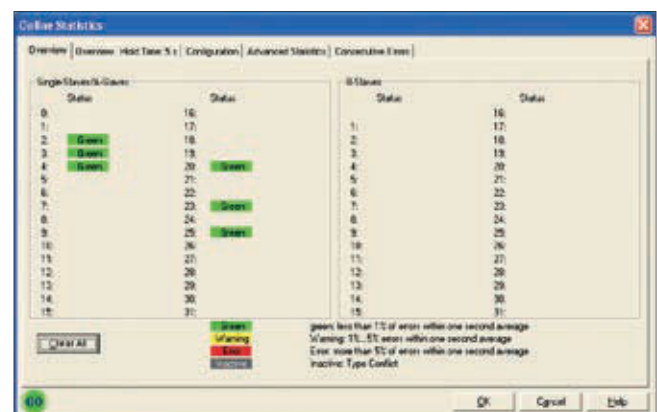 Online Statistics
Overview Overview Hold Time: 5 s Configuration Advanced Statistics Consecutive Errors
Single-Slaves/A-Slaves
Status Status
0: 16:
1: 17:
2: Green 18:
3: Green 19:
4: Green 20: Green
5: 21:
6: 22:
7: 23: Green
8: 24:
9: 25: Green
10: 26:
11: 27:
12: 28:
13: 29:
14: 30:
15: 31:
B-Slaves
Status Status
16:
1: 17:
2: 18:
3: 19:
4: 20:
5: 21:
6: 22:
7: 23:
8: 24:
9: 25:
10: 26:
11: 27:
12: 28:
13: 29:
14: 30:
15: 31:
Clear All
Green green: less than 1% of errors within one second average
Warning Warning: 1%...5% errors within one second average
Error Error: more than 5% of errors within one second average
Inactive Inactive: Type Conflict
OK Cancel Help